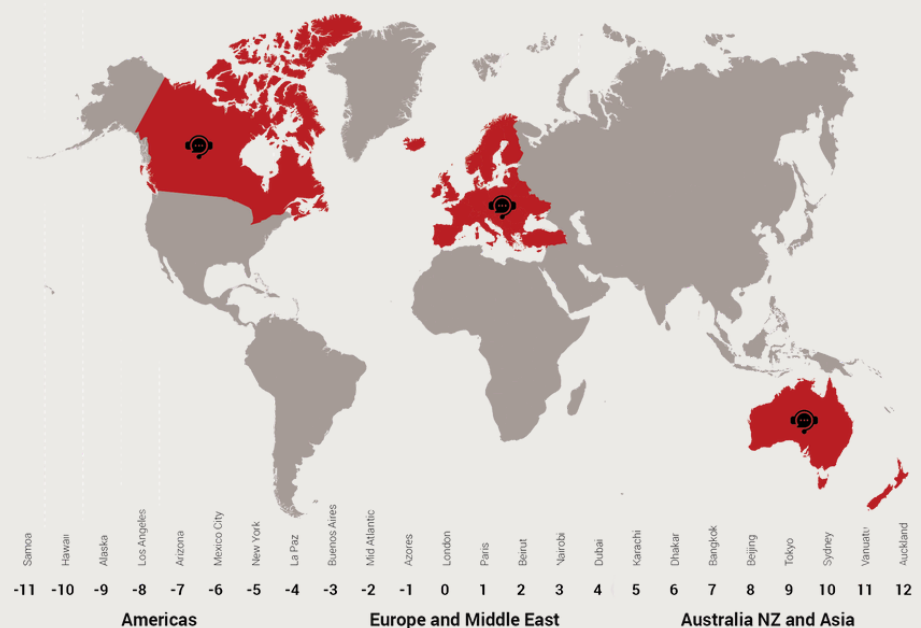 Samoa Hawaii Alaska Los Angeles Arizona Mexico City New York La Paz Buenos Aires Mid Atlantic Azores London Paris Beirut Nairobi Dubai Karachi Dhakar Bangkok Beijing Tokyo Sydney Vanuatu Auckland
-11 -10 -9 -8 -7 -6 -5 -4 -3 -2 -1 0 1 2 3 4 5 6 7 8 9 10 11 12
Americas Europe and Middle East Australia NZ and Asia